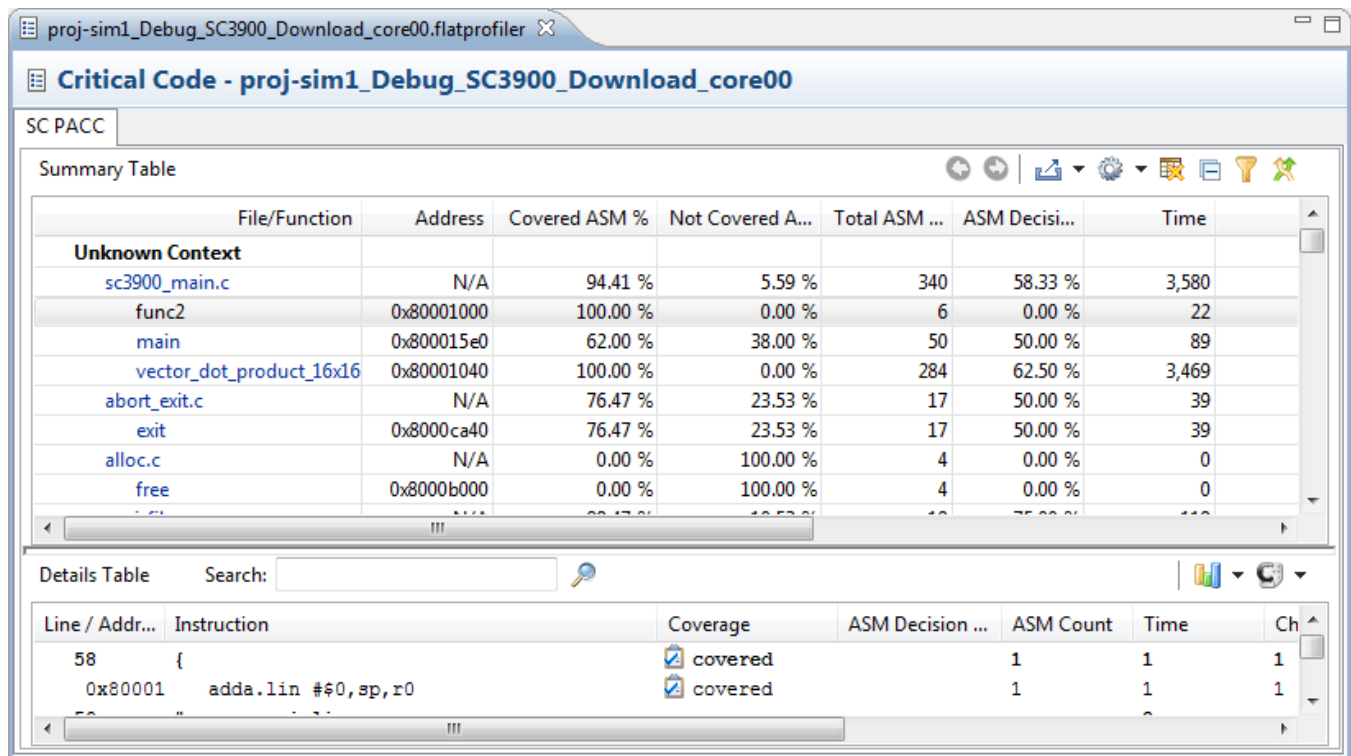 proj-sim1_Debug_SC3900_Download_core00.flatprofiler
Critical Code - proj-sim1_Debug_SC3900_Download_core00
SC PACC
Summary Table
File/Function Address Covered ASM % Not Covered A... Total ASM ... ASM Decisi... Time
Unknown Context
sc3900_main.c N/A 94.41 % 5.59 % 340 58.33 % 3,580
func2 0x80001000 100.00 % 0.00 % 6 0.00 % 22
main 0x800015e0 62.00 % 38.00 % 50 50.00 % 89
vector_dot_product_16x16 0x80001040 100.00 % 0.00 % 284 62.50 % 3,469
abort_exit.c N/A 76.47 % 23.53 % 17 50.00 % 39
exit 0x8000ca40 76.47 % 23.53 % 17 50.00 % 39
alloc.c N/A 0.00 % 100.00 % 4 0.00 % 0
free 0x8000b000 0.00 % 100.00 % 4 0.00 % 0
Details Table Search:
Line / Addr... Instruction Coverage ASM Decision ... ASM Count Time Ch
58 { covered 1 1 1
0x80001 adda.lin #$0,sp,r0 covered 1 1 1